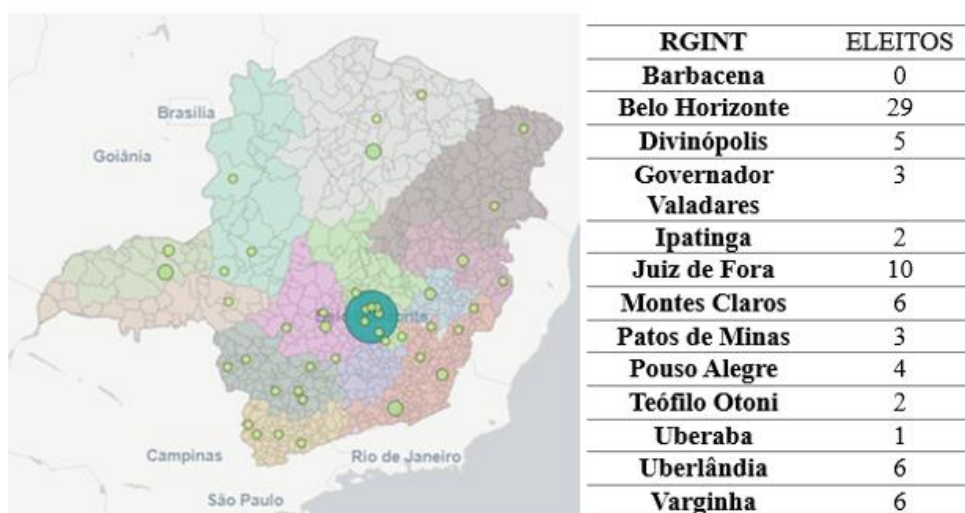 Brasilia
Goiânia
Campinas
Rio de Janeiro
São Paulo
RGINT ELEITOS
Barbacena 0
Belo Horizonte 29
Divinópolis 5
Governador 3
Valadares
Ipatinga 2
Juiz de Fora 10
Montes Claros 6
Patos de Minas 3
Pouso Alegre 4
Teófilo Otoni 2
Uberaba 1
Uberlândia 6
Varginha 6